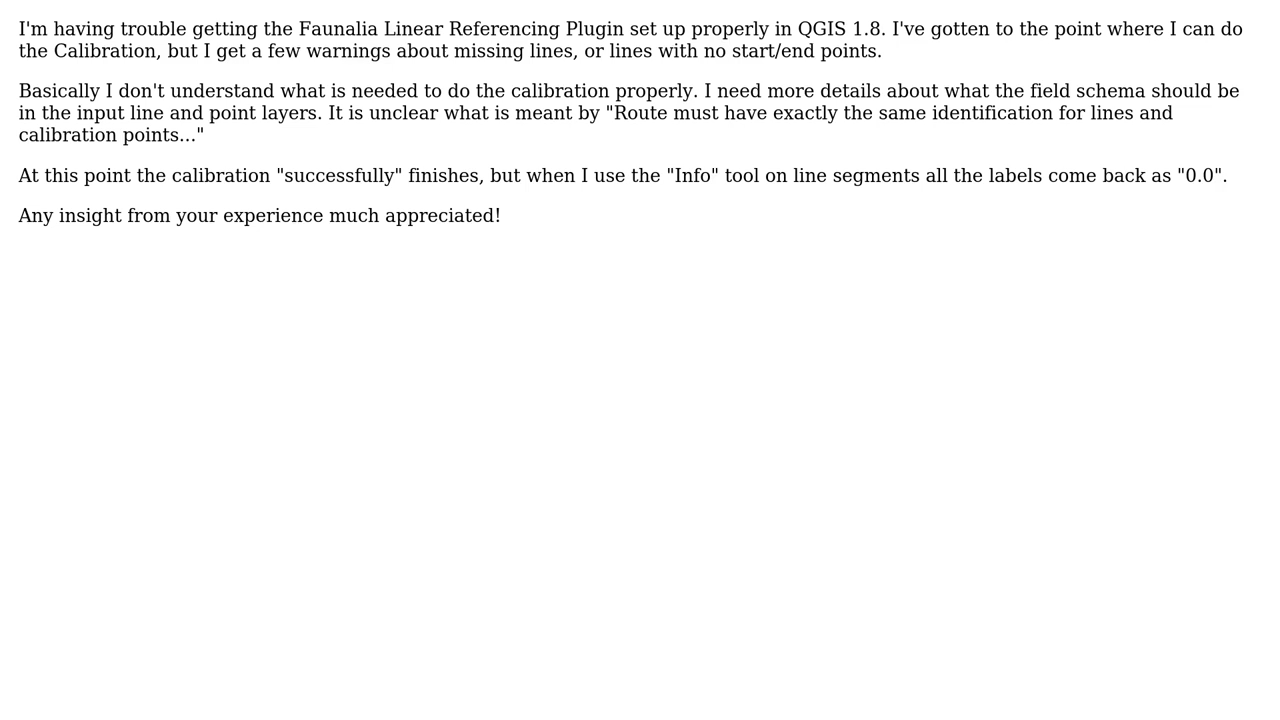 I'm having trouble getting the Faunalia Linear Referencing Plugin set up properly in QGIS 1.8. I've gotten to the point where I can do
the Calibration, but I get a few warnings about missing lines, or lines with no start/end points.
Basically I don't understand what is needed to do the calibration properly. I need more details about what the field schema should be
in the input line and point layers. It is unclear what is meant by "Route must have exactly the same identification for lines and
calibration points..."
At this point the calibration "successfully" finishes, but when I use the "Info" tool on line segments all the labels come back as "0.0".
Any insight from your experience much appreciated!